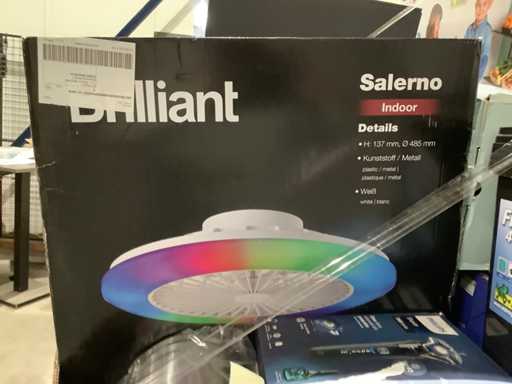 Brilliant
Salerno
Indoor
Details
• H: 137 mm, Ø 485 mm
• Kunststoff / Metall
plastic / metal |
plastique / métal
• Weiß
white | blanc